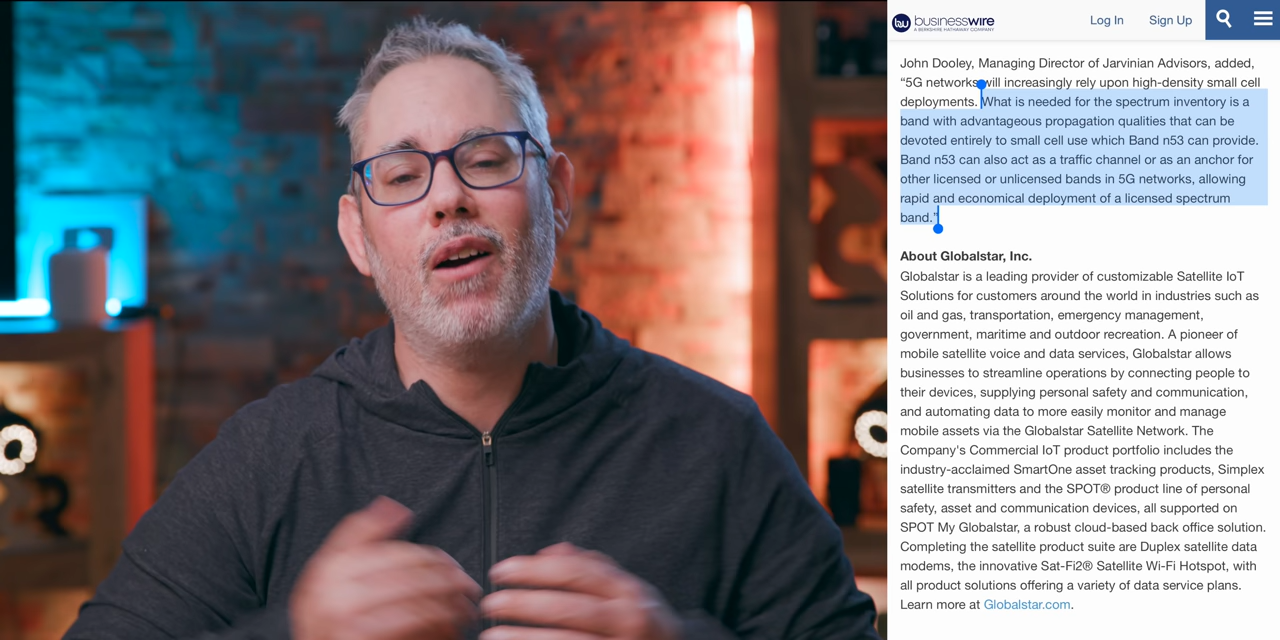 businesswire
A BERKSHIRE HATHAWAY COMPANY
Log In
Sign Up
John Dooley, Managing Director of Jarvinian Advisors, added,
“5G networks will increasingly rely upon high-density small cell
deployments. What is needed for the spectrum inventory is a
band with advantageous propagation qualities that can be
devoted entirely to small cell use which Band n53 can provide.
Band n53 can also act as a traffic channel or as an anchor for
other licensed or unlicensed bands in 5G networks, allowing
rapid and economical deployment of a licensed spectrum
band.”
About Globalstar, Inc.
Globalstar is a leading provider of customizable Satellite IoT
Solutions for customers around the world in industries such as
oil and gas, transportation, emergency management,
government, maritime and outdoor recreation. A pioneer of
mobile satellite voice and data services, Globalstar allows
businesses to streamline operations by connecting people to
their devices, supplying personal safety and communication,
and automating data to more easily monitor and manage
mobile assets via the Globalstar Satellite Network. The
Company's Commercial IoT product portfolio includes the
industry-acclaimed SmartOne asset tracking products, Simplex
satellite transmitters and the SPOT® product line of personal
safety, asset and communication devices, all supported on
SPOT My Globalstar, a robust cloud-based back office solution.
Completing the satellite product suite are Duplex satellite data
modems, the innovative Sat-Fi2® Satellite Wi-Fi Hotspot, with
all product solutions offering a variety of data service plans.
Learn more at Globalstar.com.